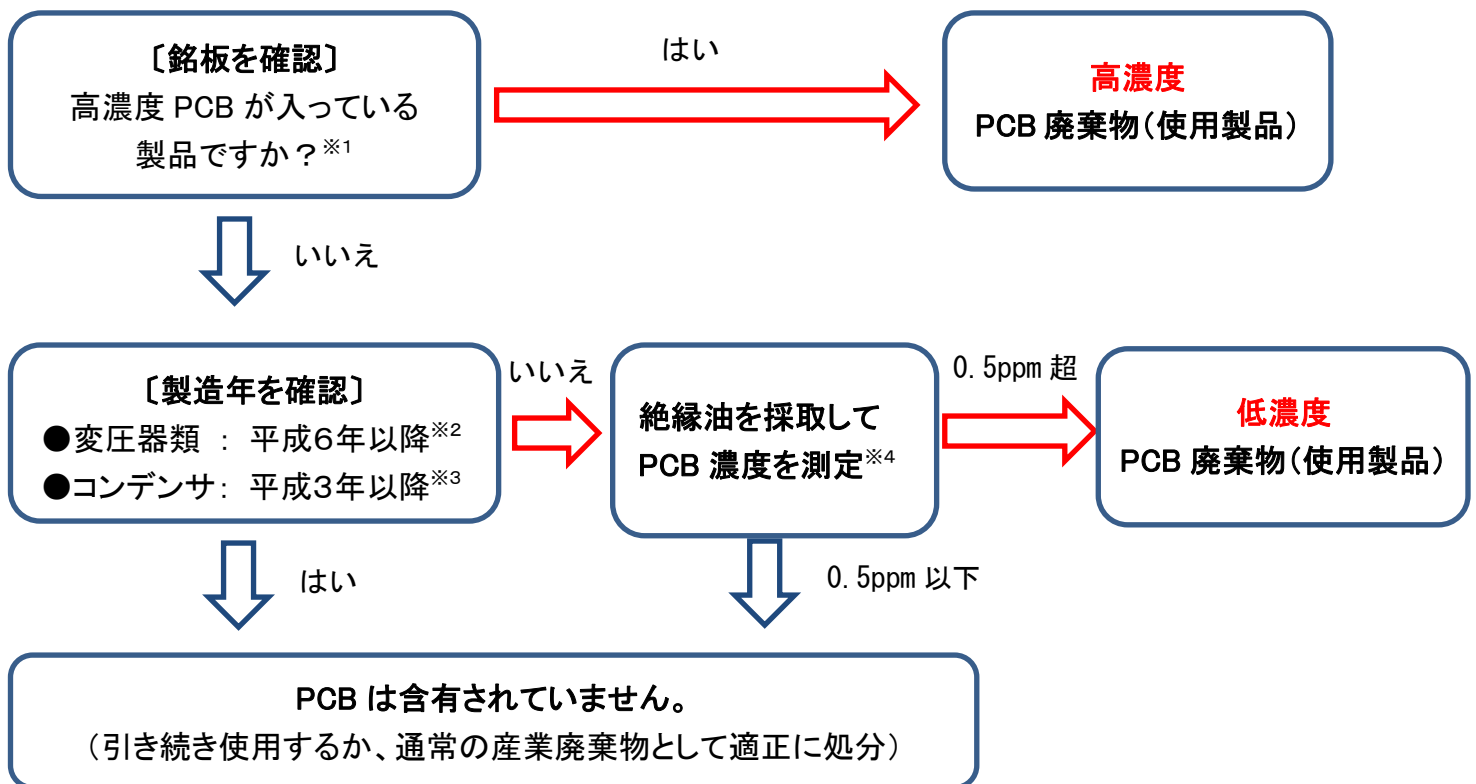 〔銘板を確認〕
高濃度 PCB が入っている
製品ですか？※1
はい
高濃度
PCB 廃棄物（使用製品）
いいえ
〔製造年を確認〕
●変圧器類 ： 平成６年以降※2
●コンデンサ： 平成３年以降※3
いいえ
絶縁油を採取して
PCB 濃度を測定※4
0.5ppm 超
低濃度
PCB 廃棄物（使用製品）
はい
0.5ppm 以下
PCB は含有されていません。
（引き続き使用するか、通常の産業廃棄物として適正に処分）